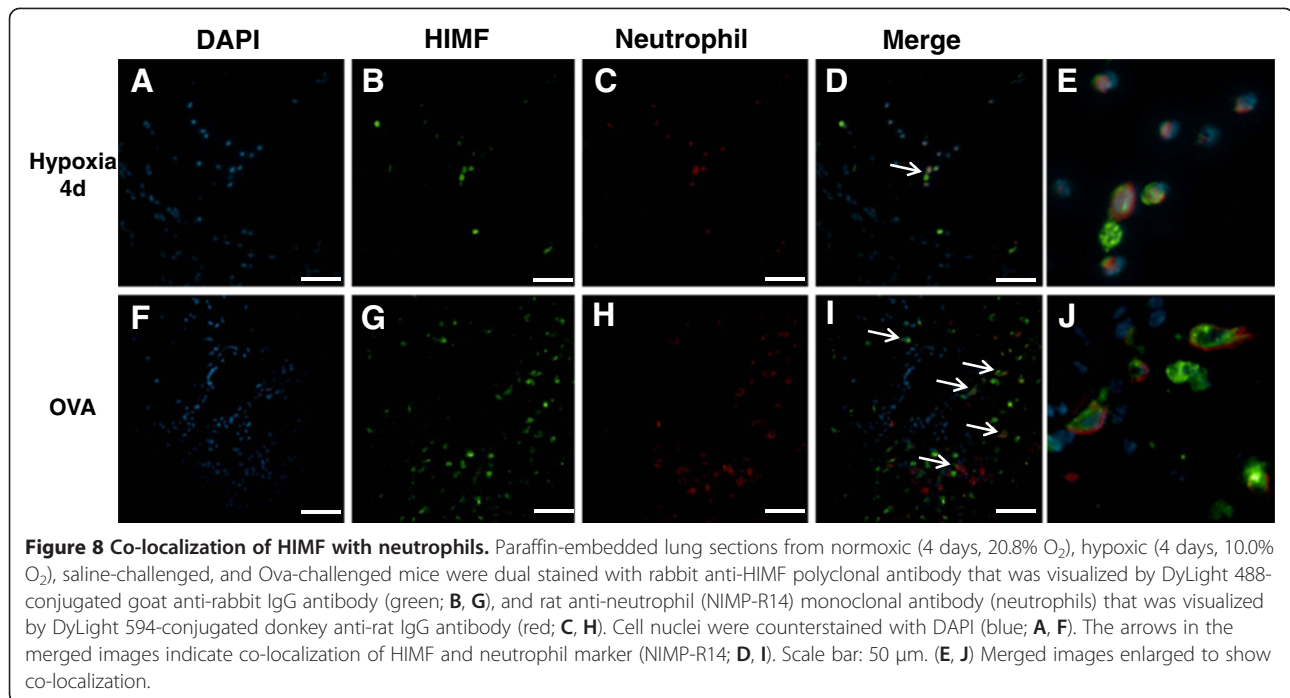 DAPI HIMF Neutrophil Merge
A B C D E
Hypoxia
4d
F G H I J
OVA
Figure 8 Co-localization of HIMF with neutrophils. Paraffin-embedded lung sections from normoxic (4 days, 20.8% O₂), hypoxic (4 days, 10.0%
O₂), saline-challenged, and Ova-challenged mice were dual stained with rabbit anti-HIMF polyclonal antibody that was visualized by DyLight 488-
conjugated goat anti-rabbit IgG antibody (green; B, G), and rat anti-neutrophil (NIMP-R14) monoclonal antibody (neutrophils) that was visualized
by DyLight 594-conjugated donkey anti-rat IgG antibody (red; C, H). Cell nuclei were counterstained with DAPI (blue; A, F). The arrows in the
merged images indicate co-localization of HIMF and neutrophil marker (NIMP-R14; D, I). Scale bar: 50 μm. (E, J) Merged images enlarged to show
co-localization.